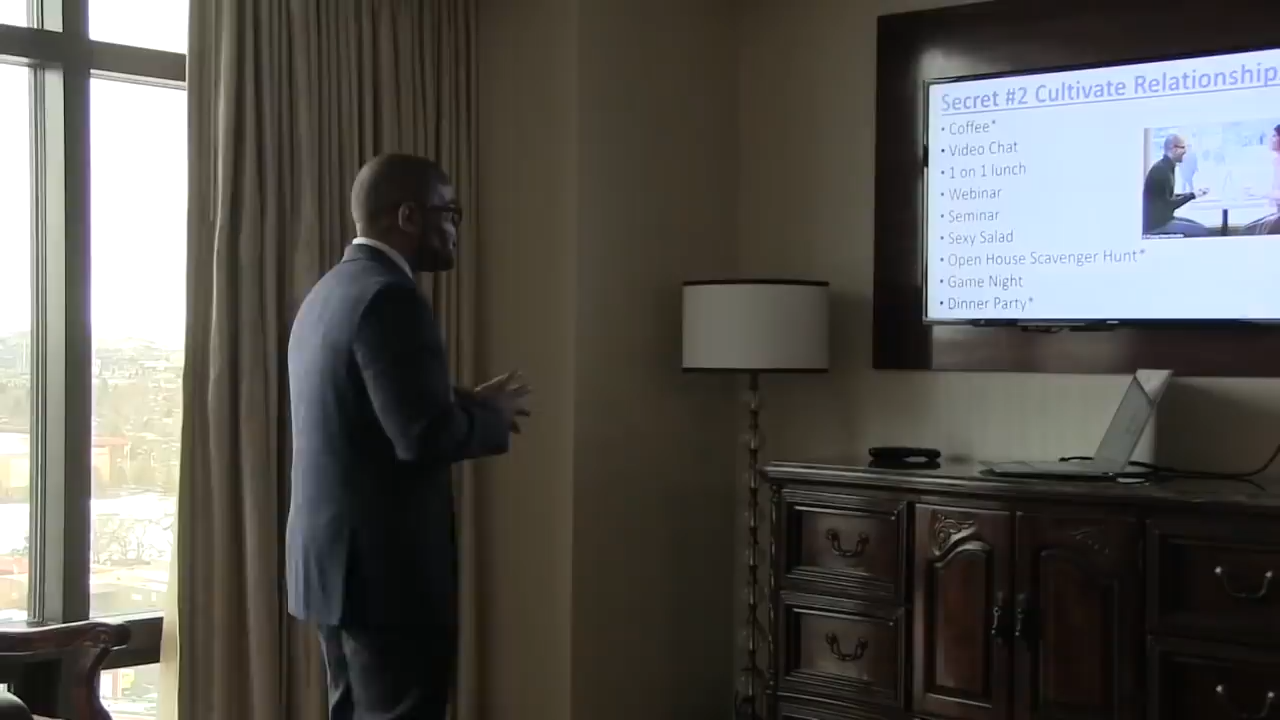 Secret #2 Cultivate Relationship
• Coffee*
• Video Chat
• 1 on 1 lunch
• Webinar
• Seminar
• Sexy Salad
• Open House Scavenger Hunt*
• Game Night
• Dinner Party*